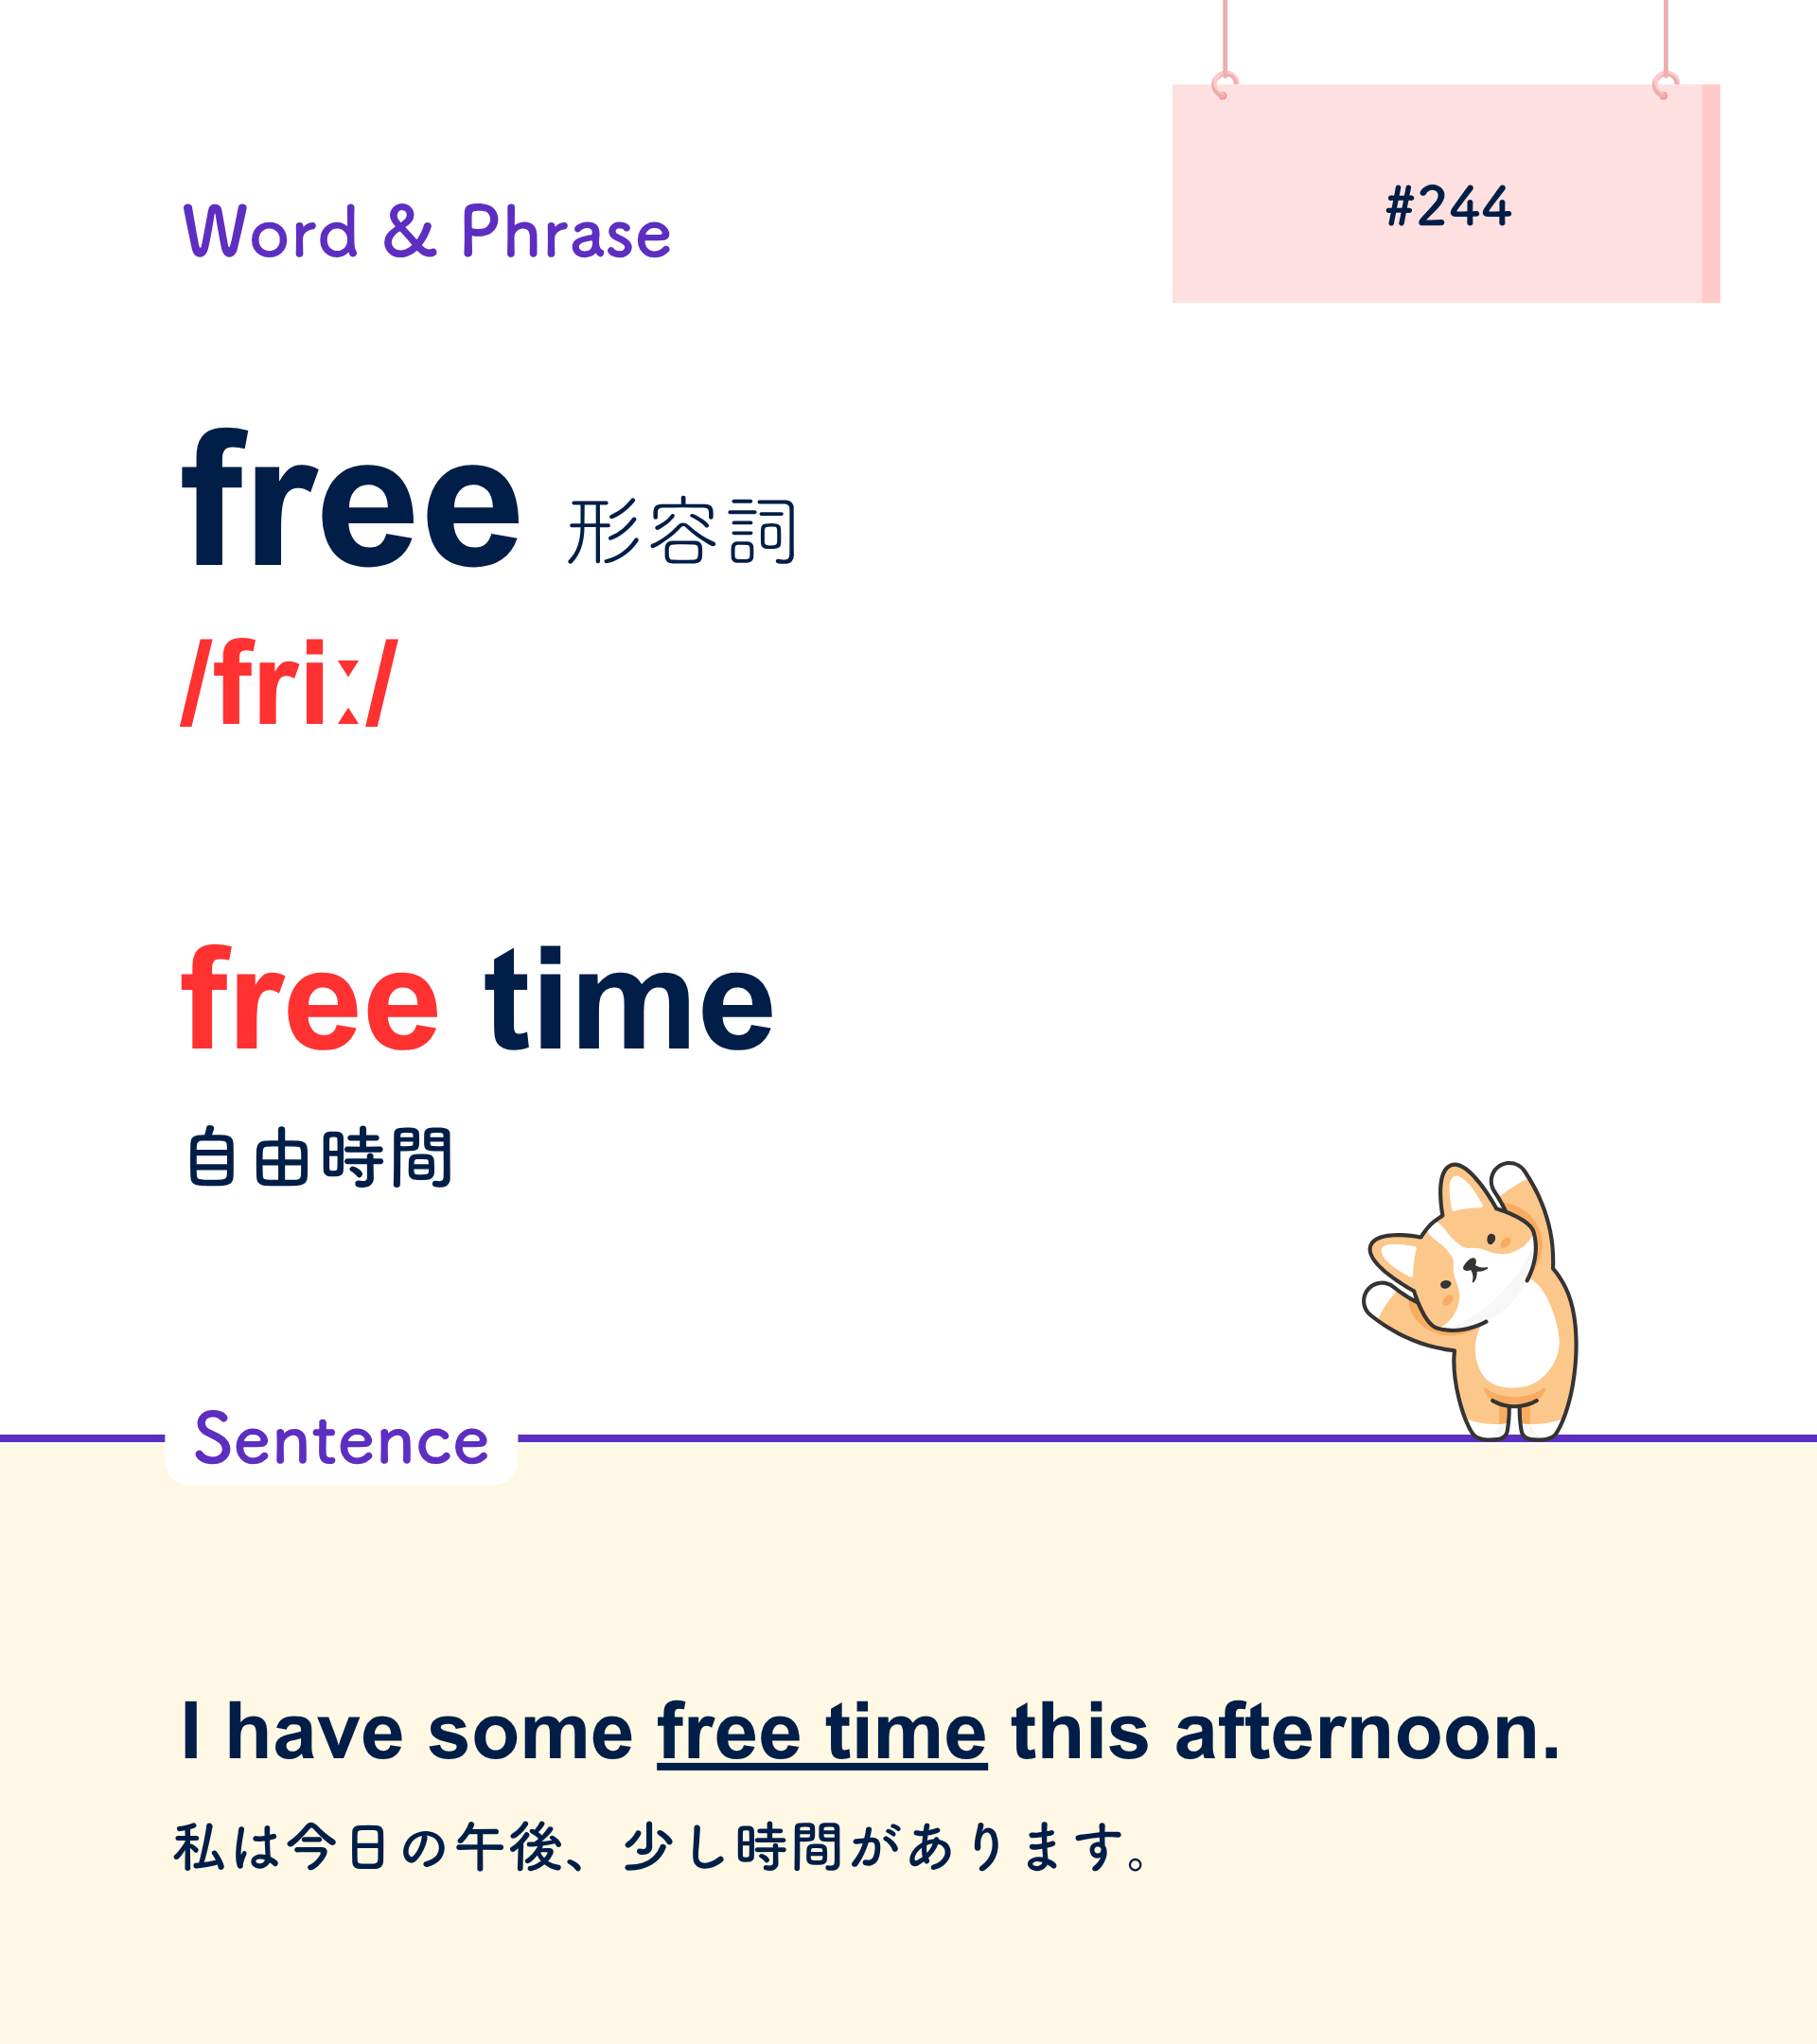 #244
Word & Phrase
free 形容詞
/friː/
free time
自由時間
Sentence
I have some free time this afternoon.
私は今日の午後、少し時間があります。